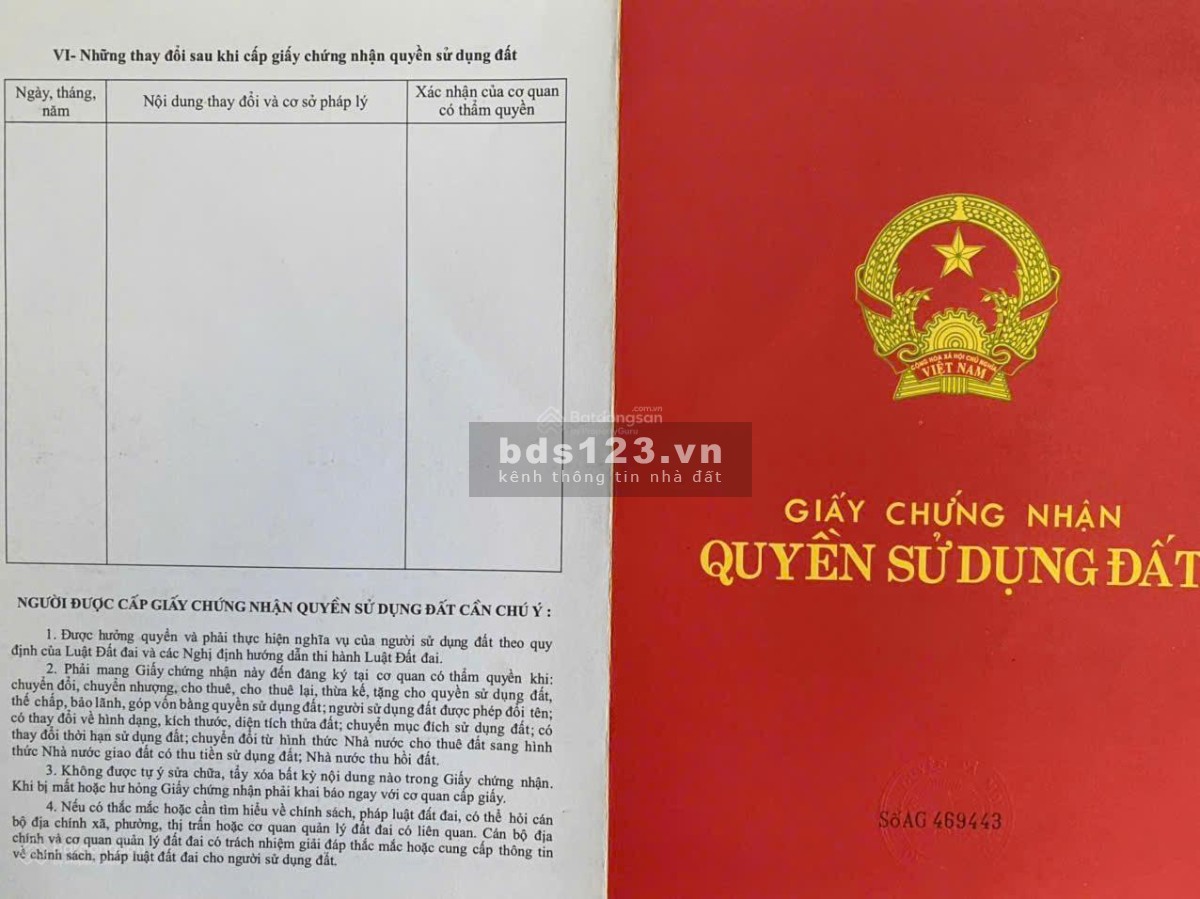 VI- Những thay đổi sau khi cấp giấy chứng nhận quyền sử dụng đất
Ngày, tháng,
năm
Nội dung thay đổi và cơ sở pháp lý
Xác nhận của cơ quan
có thẩm quyền
NGƯỜI ĐƯỢC CẤP GIẤY CHỨNG NHẬN QUYỀN SỬ DỤNG ĐẤT CẦN CHÚ Ý :
1. Được hưởng quyền và phải thực hiện nghĩa vụ của người sử dụng đất theo quy
định của Luật Đất đai và các Nghị định hướng dẫn thi hành Luật Đất đai.
2. Phải mang Giấy chứng nhận này đến đăng ký tại cơ quan có thẩm quyền khi:
chuyển đổi, chuyển nhượng, cho thuê, cho thuê lại, thừa kế, tặng cho quyền sử dụng đất,
thế chấp, bảo lãnh, góp vốn bằng quyền sử dụng đất; người sử dụng đất được phép đổi tên;
có thay đổi về hình dạng, kích thước, diện tích thửa đất; chuyển mục đích sử dụng đất; có
thay đổi thời hạn sử dụng đất; chuyển đổi từ hình thức Nhà nước cho thuê đất sang hình
thức Nhà nước giao đất có thu tiền sử dụng đất; Nhà nước thu hồi đất.
3. Không được tự ý sửa chữa, tẩy xóa bất kỳ nội dung nào trong Giấy chứng nhận.
Khi bị mất hoặc hư hỏng Giấy chứng nhận phải khai báo ngay với cơ quan cấp giấy.
4. Nếu có thắc mắc hoặc cần tìm hiểu về chính sách, pháp luật đất đai, có thể hỏi cán
bộ địa chính xã, phường, thị trấn hoặc cơ quan quản lý đất đai có liên quan. Cán bộ địa
chính và cơ quan quản lý đất đai có trách nhiệm giải đáp thắc mắc hoặc cung cấp thông tin
về chính sách, pháp luật đất đai cho người sử dụng đất.
Batdongsan.com.vn
bds123.vn
kênh thông tin nhà đất
CỘNG HÒA XÃ HỘI CHỦ NGHĨA
VIỆT NAM
GIẤY CHỨNG NHẬN
QUYỀN SỬ DỤNG ĐẤT
Số AG 469443